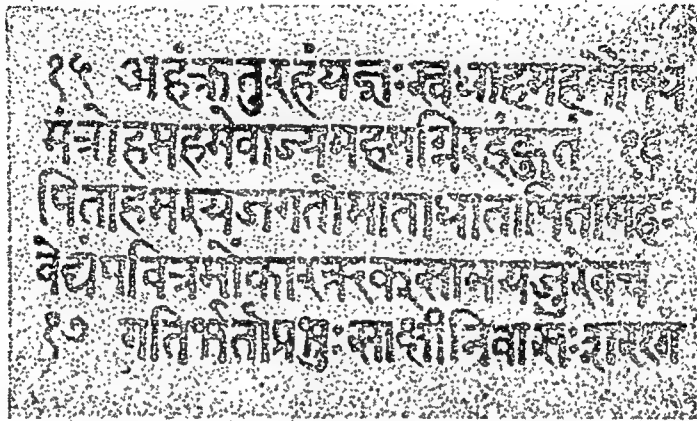 १५ अहंक्रतुरहंयज्ञःस्वधाहमहमौषधं
मंत्रोहमहमेवाज्यमहमग्निरहंहुतं १६
पिताहमस्यजगतोमाताधातापितामहः
वेद्यंपवित्रमोंकारऋक्सामयजुरेवच
१७ गतिर्भर्ताप्रभुःसाक्षीनिवासःशरणं